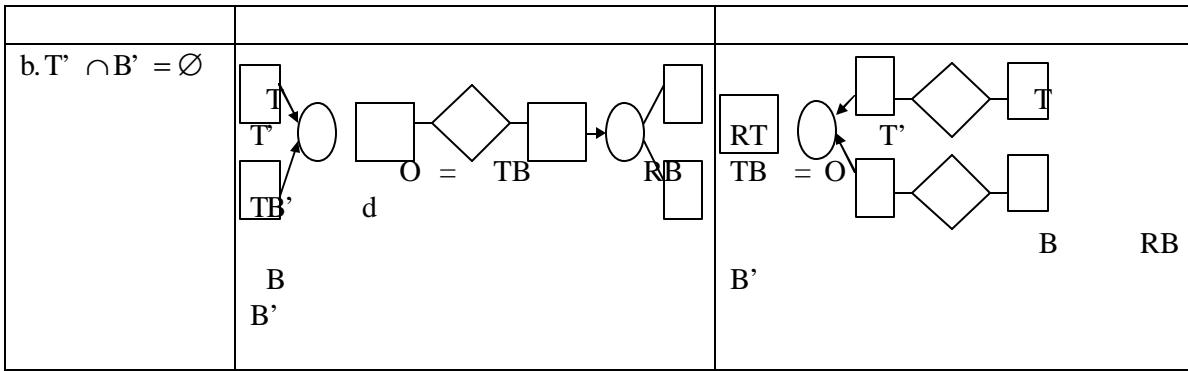 b. T’ ∩ B’ = ∅
T
T’
O = TB RB
TB’ d
B
B’
T
RT T’
TB = O
B RB
B’